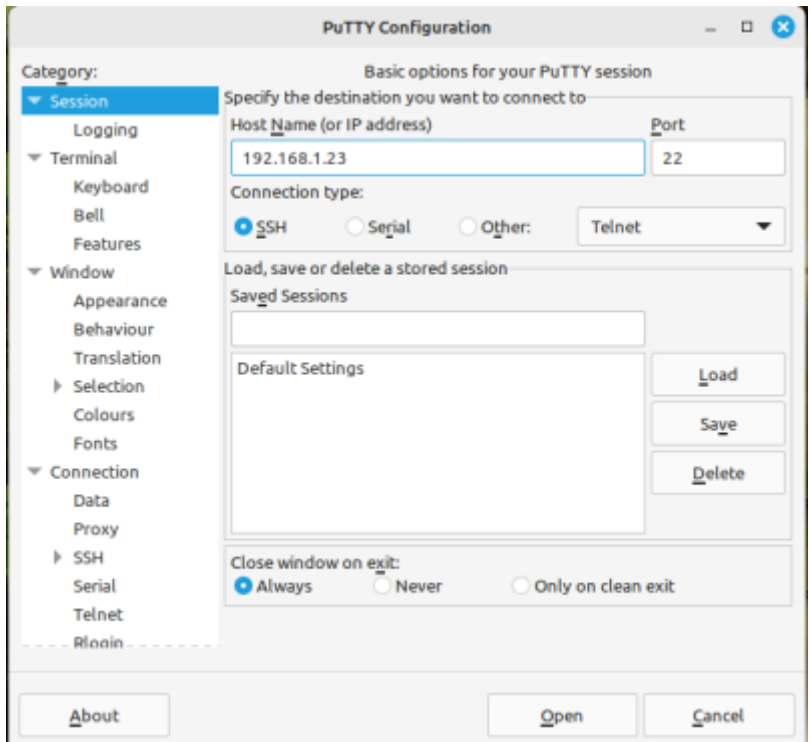 PuTTY Configuration
Category:
Session
Logging
Terminal
Keyboard
Bell
Features
Window
Appearance
Behaviour
Translation
Selection
Colours
Fonts
Connection
Data
Proxy
SSH
Serial
Telnet
Rlogin
Basic options for your PuTTY session
Specify the destination you want to connect to
Host Name (or IP address) Port
192.168.1.23 22
Connection type:
SSH Serial Other: Telnet
Load, save or delete a stored session
Saved Sessions
Default Settings
Load
Save
Delete
Close window on exit:
Always Never Only on clean exit
About Open Cancel